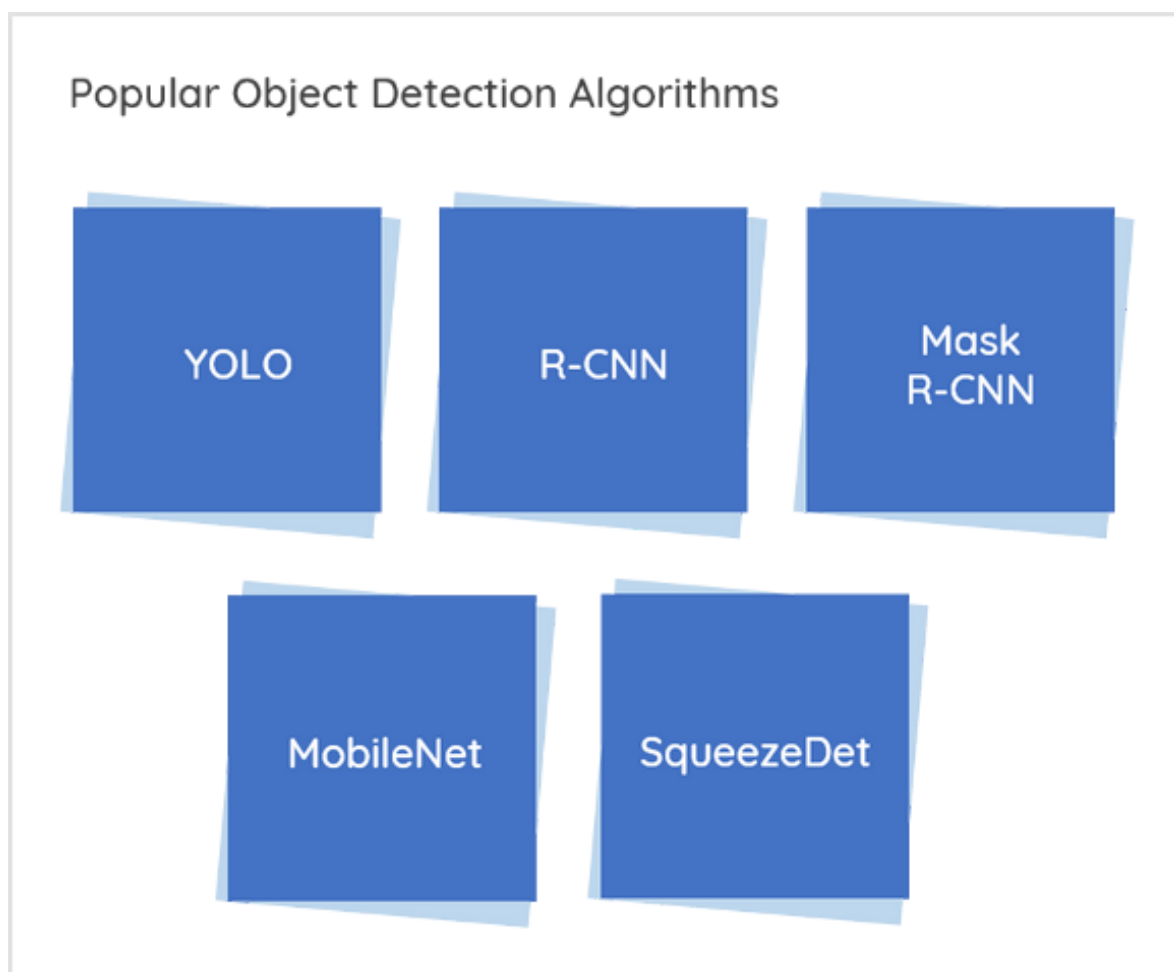 Popular Object Detection Algorithms
YOLO
R-CNN
Mask
R-CNN
MobileNet
SqueezeDet